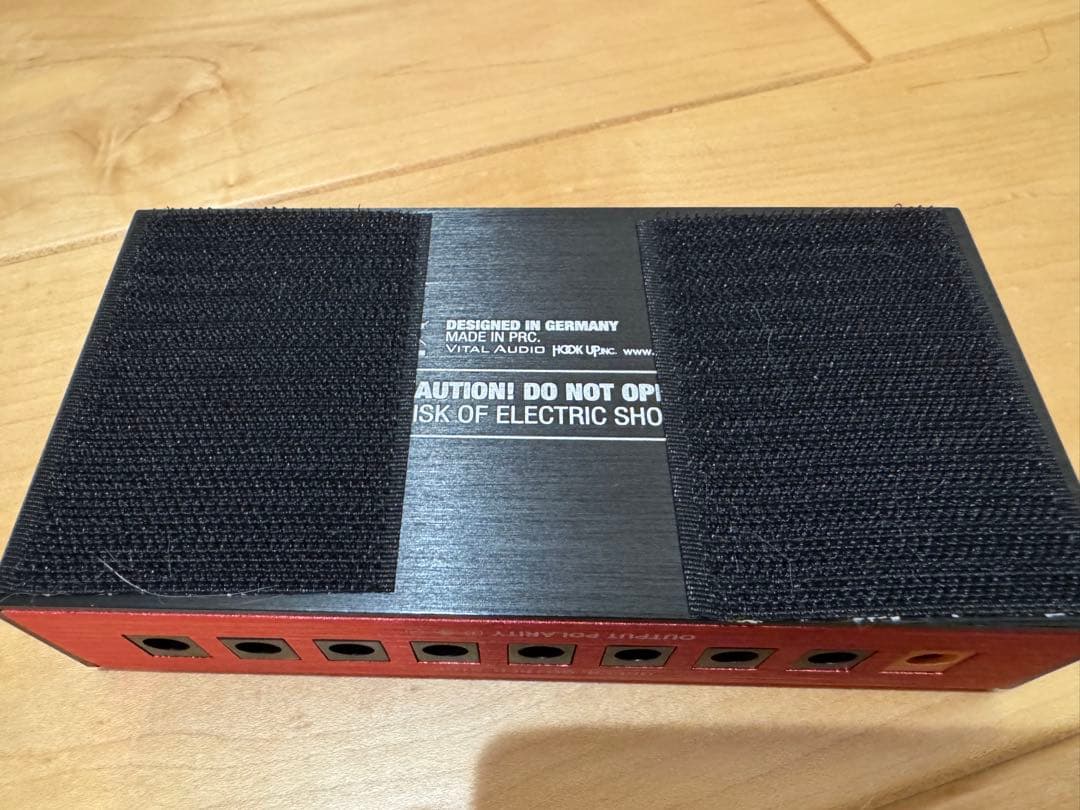 DESIGNED IN GERMANY
MADE IN PRC.
VITAL AUDIO HOOK UP,INC. www.
AUTION! DO NOT OP
ISK OF ELECTRIC SHO
OUTPUT POLARITY